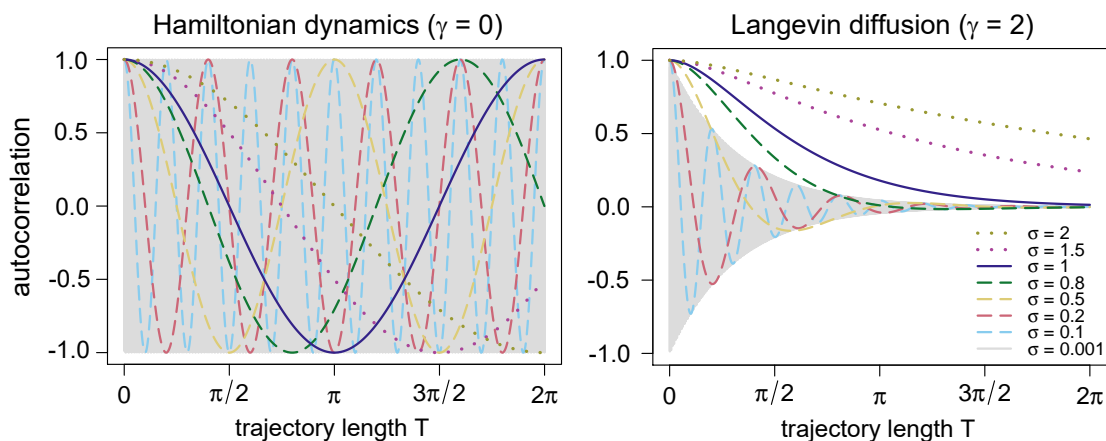 Hamiltonian dynamics (γ = 0)
autocorrelation
1.0
0.5
0.0
-0.5
-1.0
0
π/2
π
3π/2
2π
trajectory length T
Langevin diffusion (γ = 2)
1.0
0.5
0.0
-0.5
-1.0
σ = 2
σ = 1.5
σ = 1
σ = 0.8
σ = 0.5
σ = 0.2
σ = 0.1
σ = 0.001
0
π/2
π
3π/2
2π
trajectory length T